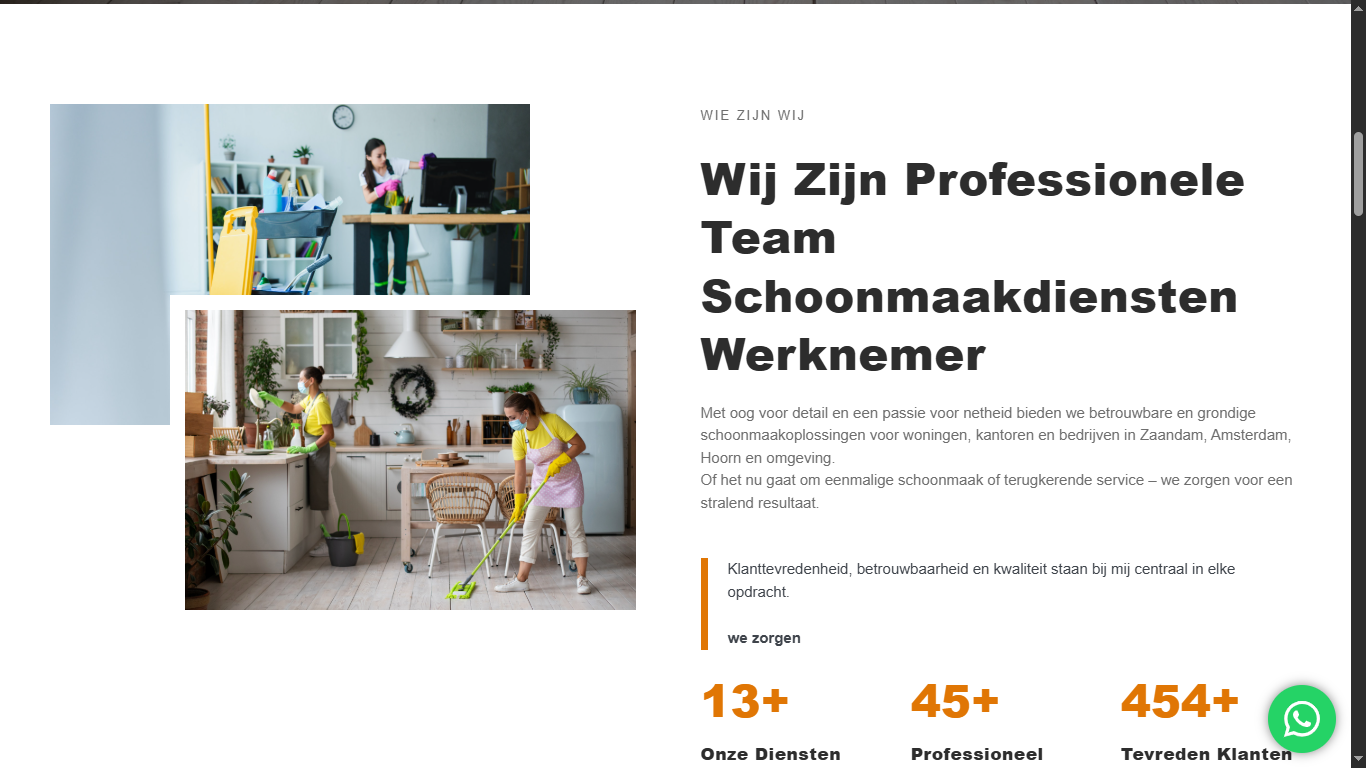 WIE ZIJN WIJ
Wij Zijn Professionele
Team
Schoonmaakdiensten
Werknemer
Met oog voor detail en een passie voor netheid bieden we betrouwbare en grondige
schoonmaakoplossingen voor woningen, kantoren en bedrijven in Zaandam, Amsterdam,
Hoorn en omgeving.
Of het nu gaat om eenmalige schoonmaak of terugkerende service – we zorgen voor een
stralend resultaat.
Klanttevredenheid, betrouwbaarheid en kwaliteit staan bij mij centraal in elke
opdracht.
we zorgen
13+ 45+ 454+
Onze Diensten Professioneel Tevreden Klanten